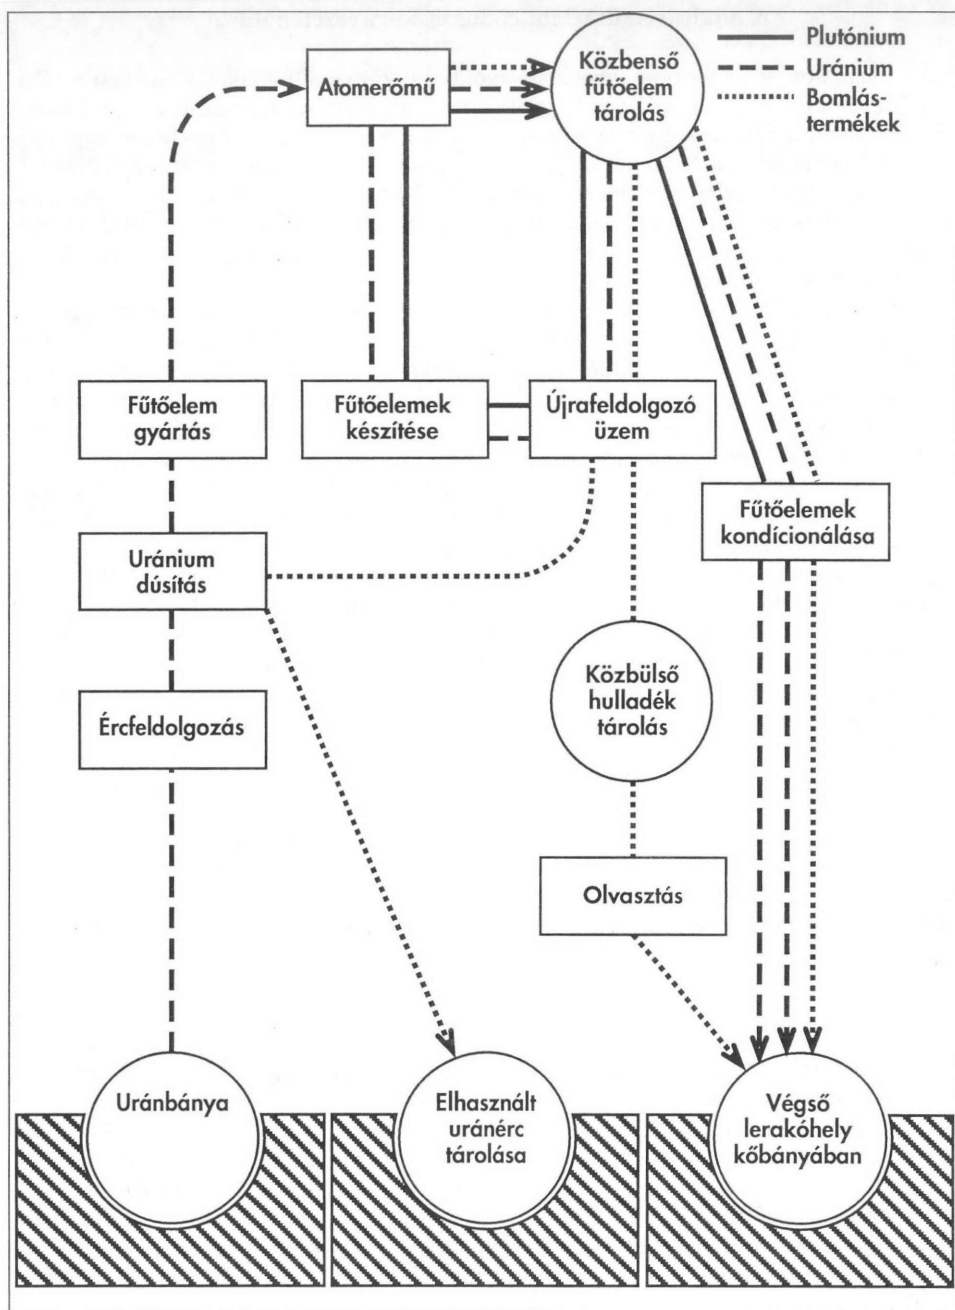 Plutónium
Uránium
Bomlás-
termékek
Atomerőmű
Közbenső
fűtőelem
tárolás
Fűtőelem
gyártás
Fűtőelemek
készítése
Újrafeldolgozó
üzem
Fűtőelemek
kondícionálása
Uránium
dúsítás
Ércfeldolgozás
Közbülső
hulladék
tárolás
Olvasztás
Uránbánya
Elhasznált
uránérc
tárolása
Végső
lerakóhely
kőbányában